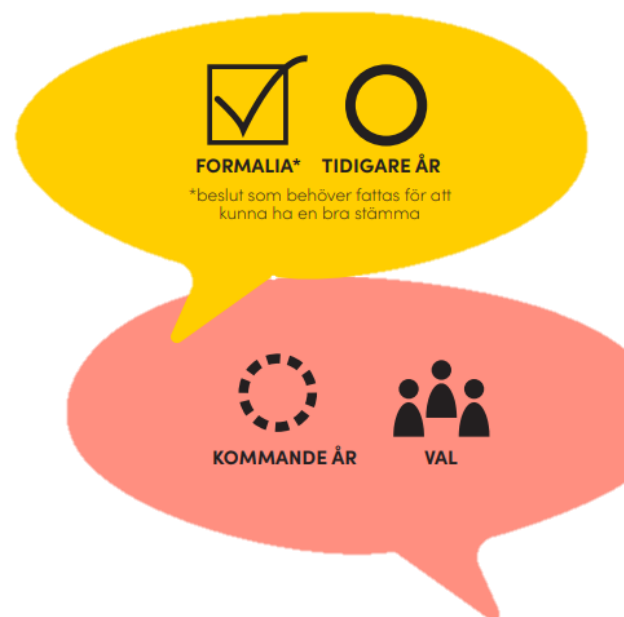 FORMALIA* TIDIGARE ÅR
*beslut som behöver fattas för att
kunna ha en bra stämma
KOMMANDE ÅR VAL